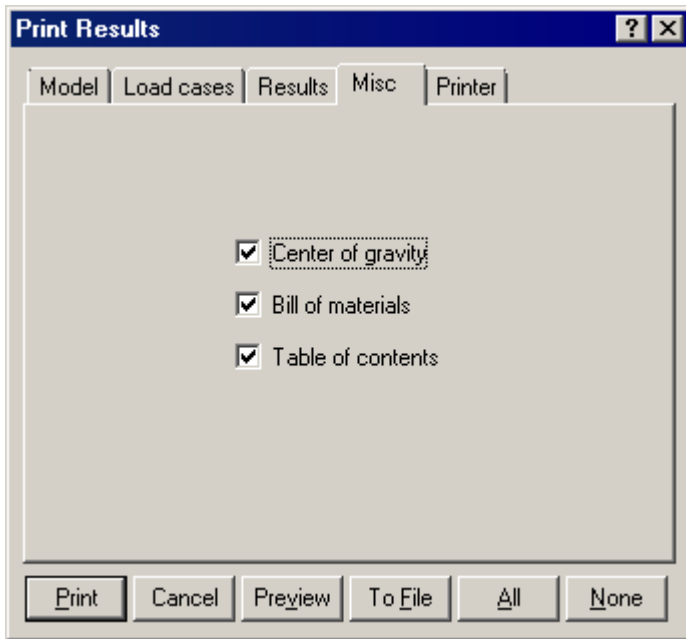 Print Results
Model Load cases Results Misc Printer
Center of gravity
Bill of materials
Table of contents
Print Cancel Preview To File All None